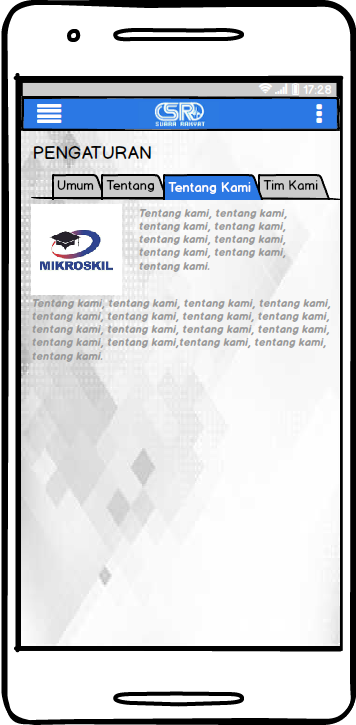 17:28
CSRD
SUARA RAKYAT
PENGATURAN
Umum Tentang Tentang Kami Tim Kami
Tentang kami, tentang kami,
tentang kami, tentang kami,
tentang kami, tentang kami,
tentang kami, tentang kami,
tentang kami.
MIKROSKIL
Tentang kami, tentang kami, tentang kami, tentang kami,
tentang kami, tentang kami, tentang kami, tentang kami,
tentang kami, tentang kami, tentang kami, tentang kami,
tentang kami, tentang kami,tentang kami, tentang kami,
tentang kami.